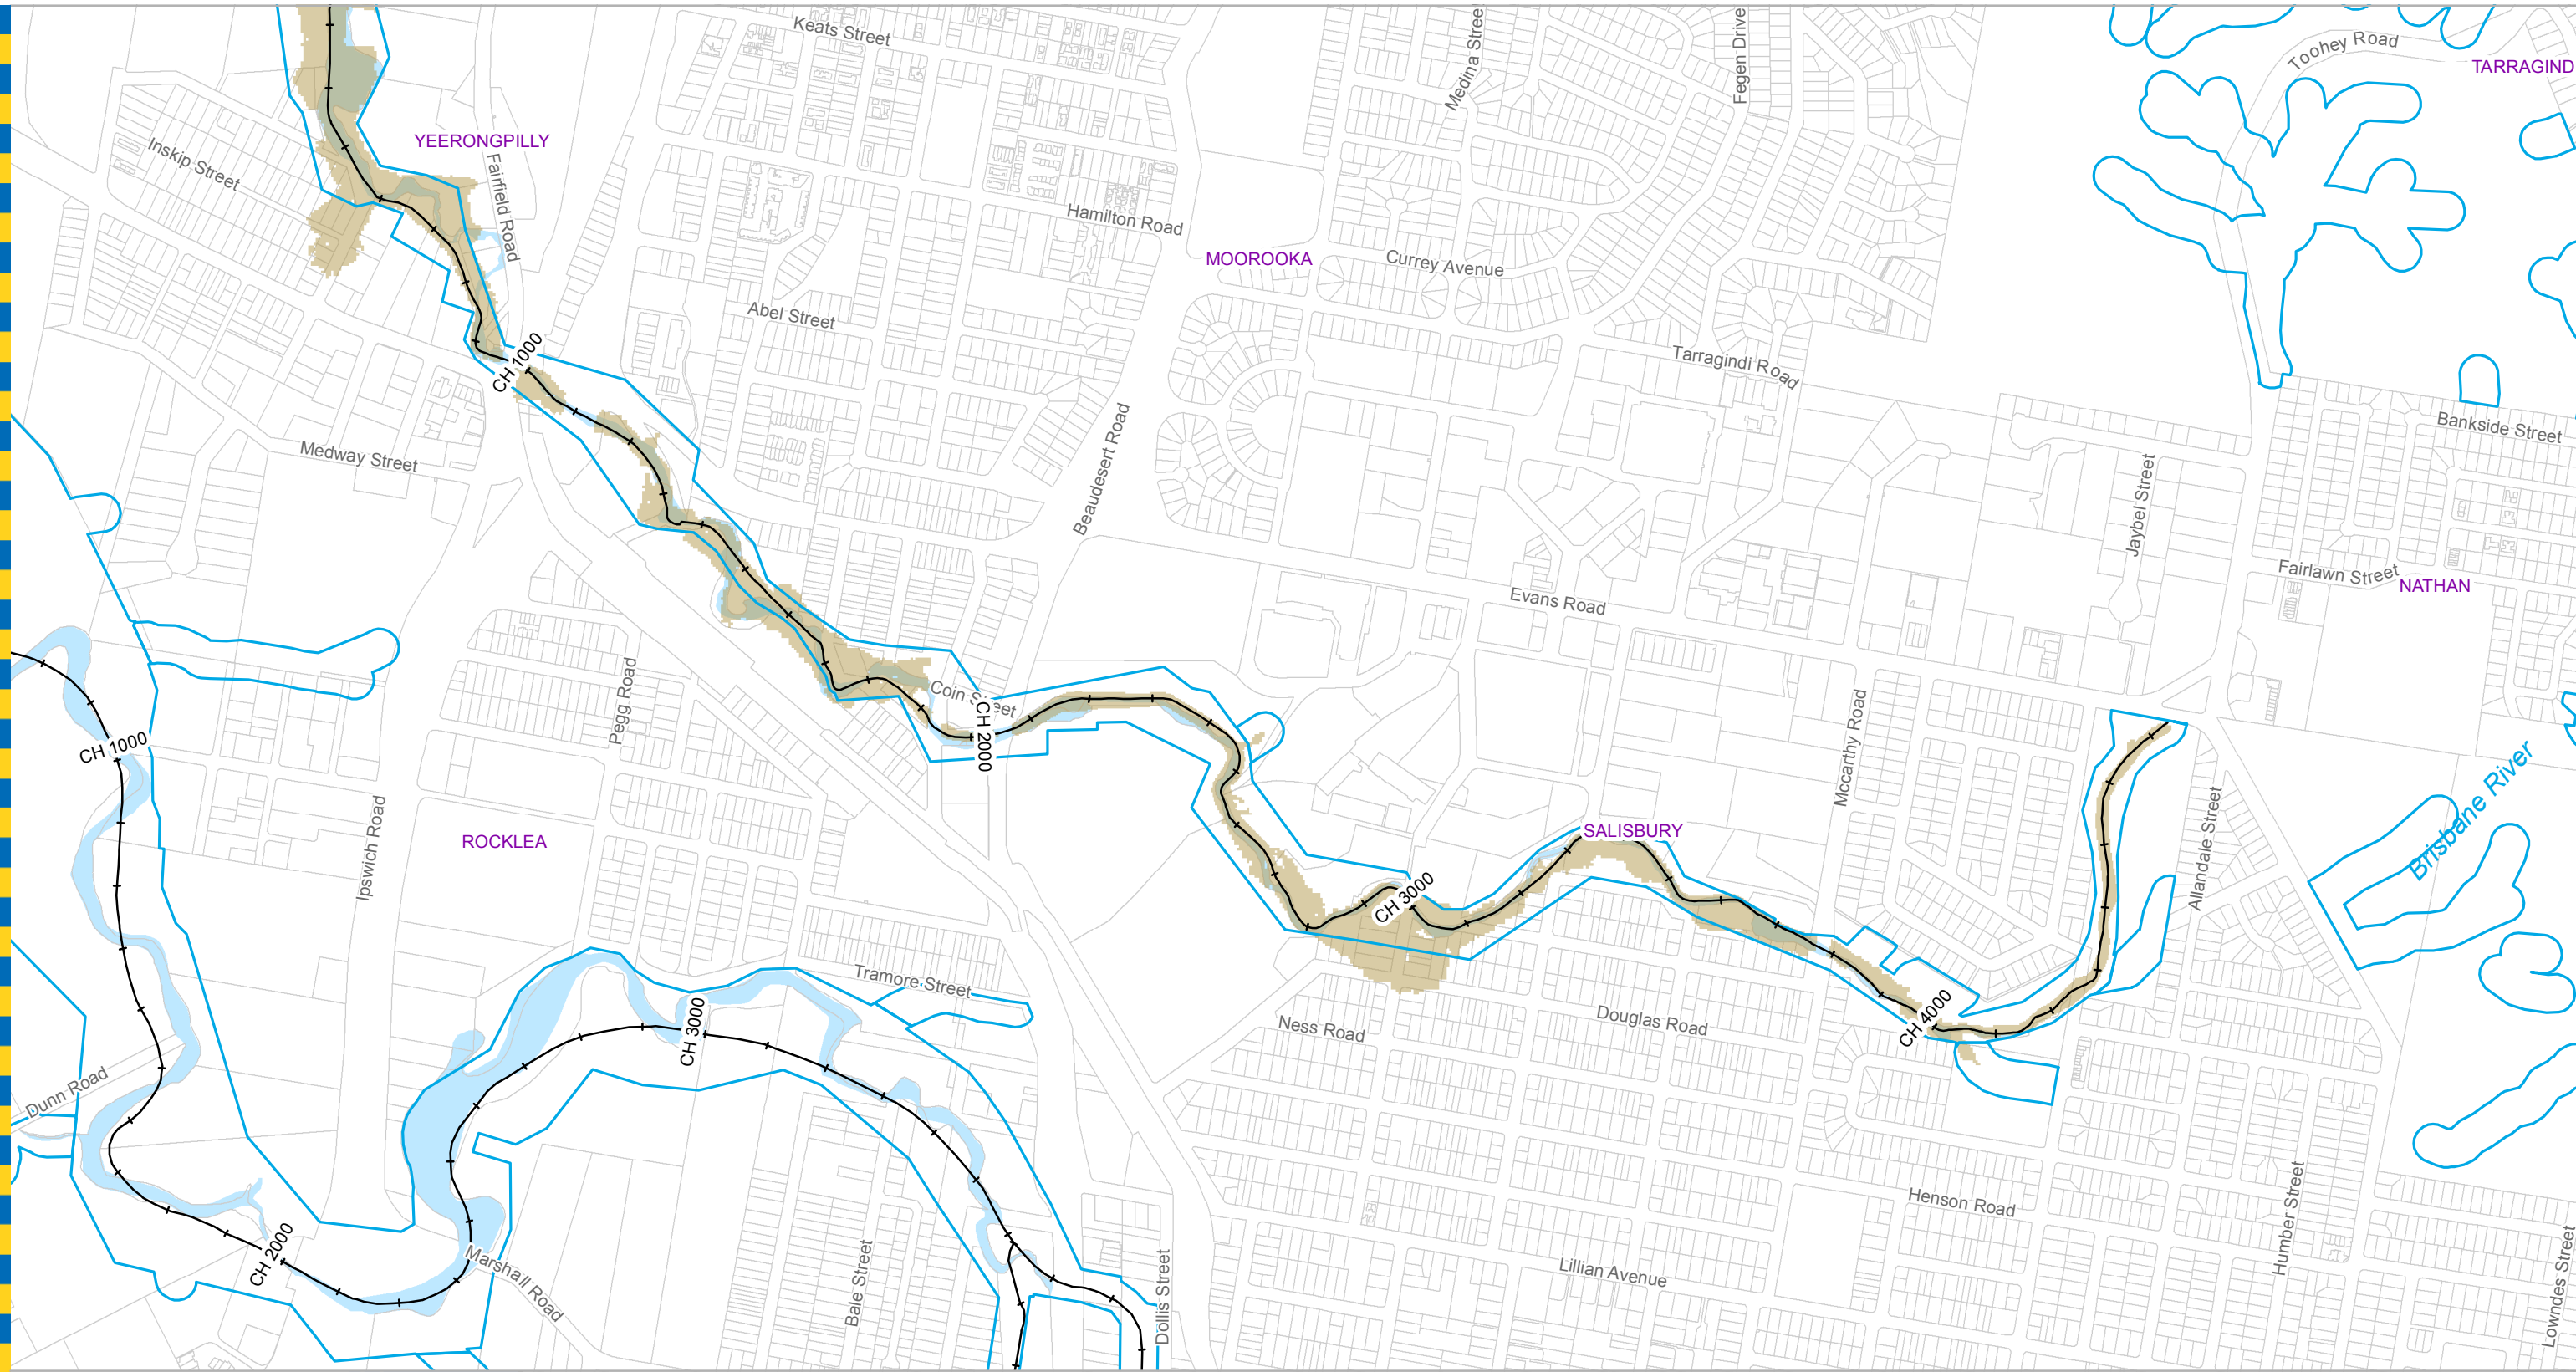 Keats Street
Medina Stree
Fegen Drive
Toohey Road
TARRAGIND
YEERONGPILLY
Inskip Street
Fairfield Road
Hamilton Road
MOOROOKA
Currey Avenue
Abel Street
CH 1000
Tarragindi Road
Bankside Street
Medway Street
Beaudesert Road
Jaybel Street
Fairlawn Street
NATHAN
Evans Road
Pegg Road
Coin Street
CH 2000
Mccarthy Road
CH 1000
Brisbane River
Ipswich Road
ROCKLEA
SALISBURY
Allandale Street
CH 3000
Tramore Street
CH 3000
Ness Road
Douglas Road
CH 4000
Dunn Road
Henson Road
Humber Street
CH 2000
Marshall Road
Bale Street
Dollis Street
Lillian Avenue
Lowndes Street